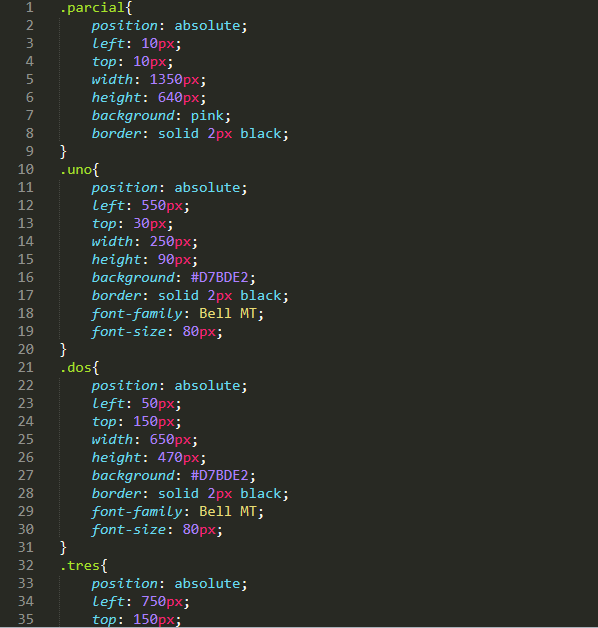 1 .parcial{
2 position: absolute;
3 left: 10px;
4 top: 10px;
5 width: 1350px;
6 height: 640px;
7 background: pink;
8 border: solid 2px black;
9 }
10 .uno{
11 position: absolute;
12 left: 550px;
13 top: 30px;
14 width: 250px;
15 height: 90px;
16 background: #D7BDE2;
17 border: solid 2px black;
18 font-family: Bell MT;
19 font-size: 80px;
20 }
21 .dos{
22 position: absolute;
23 left: 50px;
24 top: 150px;
25 width: 650px;
26 height: 470px;
27 background: #D7BDE2;
28 border: solid 2px black;
29 font-family: Bell MT;
30 font-size: 80px;
31 }
32 .tres{
33 position: absolute;
34 left: 750px;
35 top: 150px;